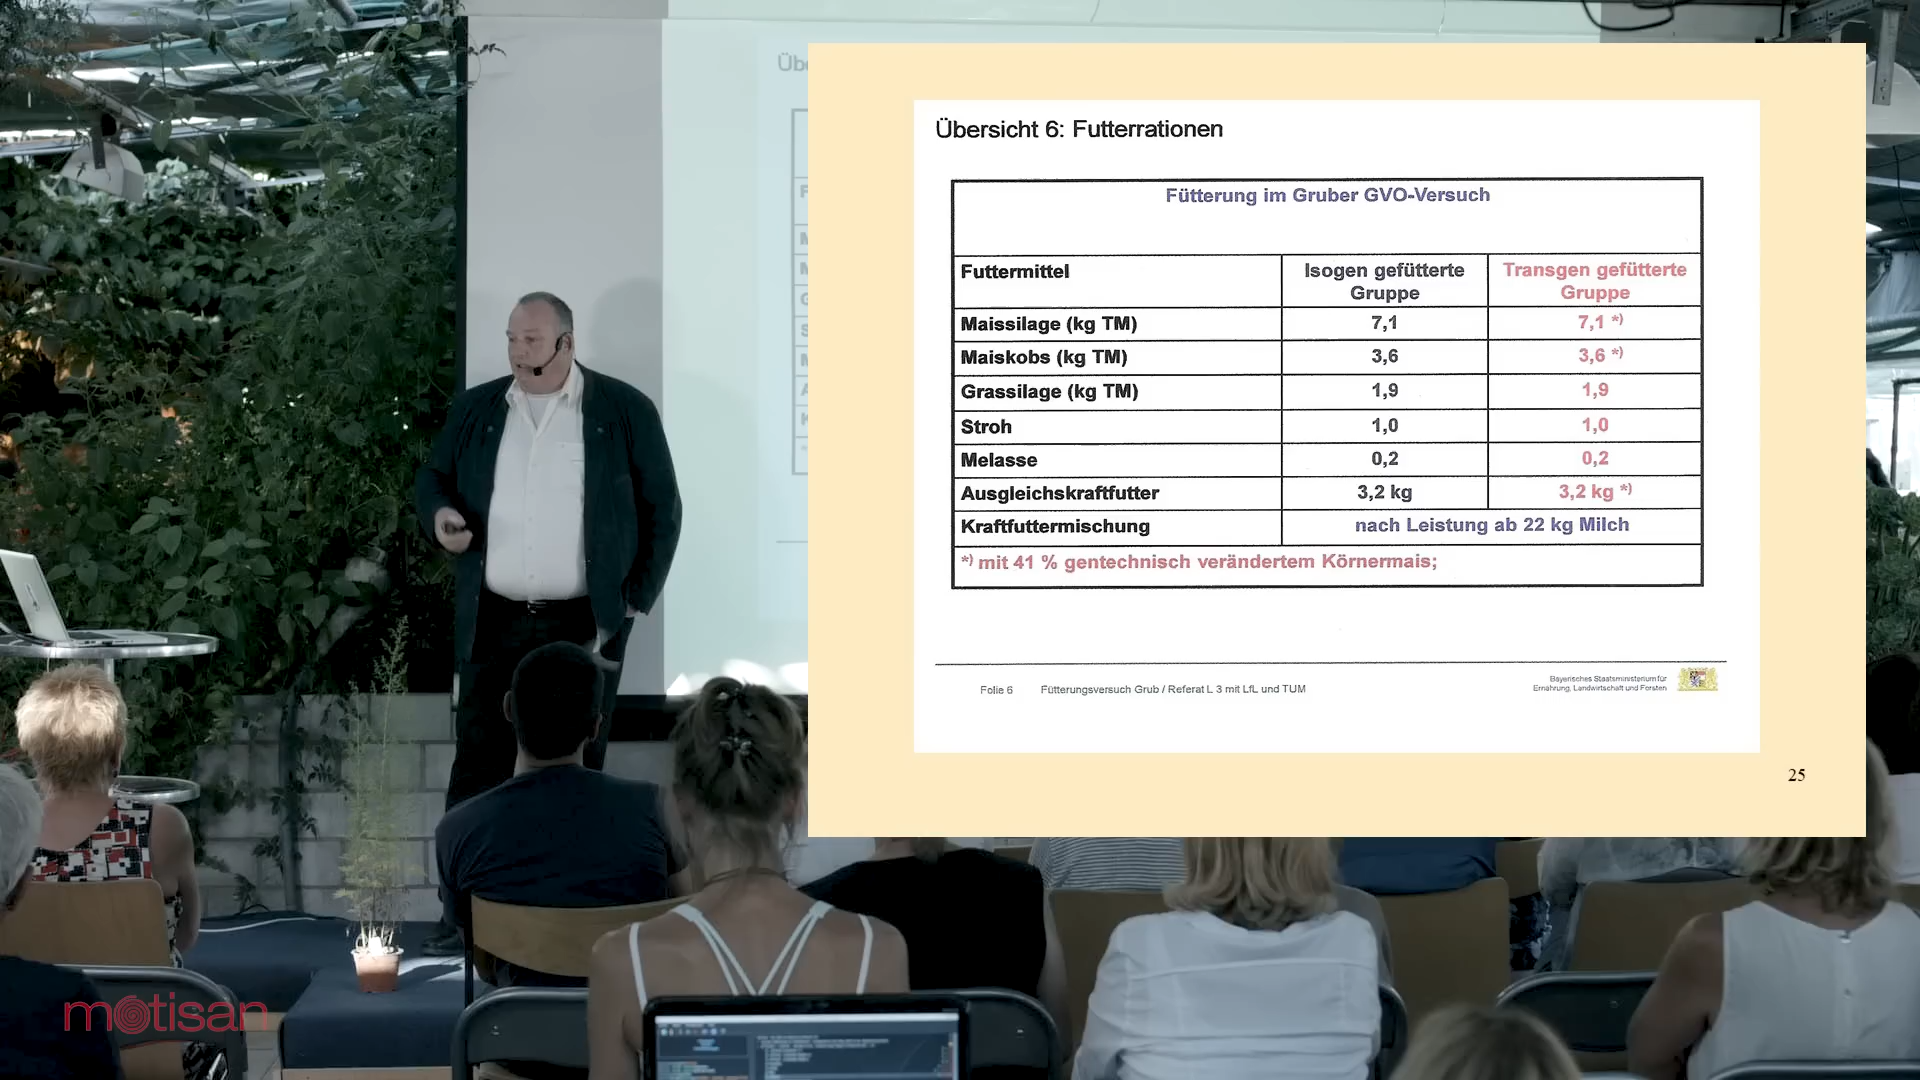 Übersicht 6: Futterrationen
Fütterung im Gruber GVO-Versuch
Futtermittel
Isogen gefütterte Gruppe
Transgen gefütterte Gruppe
Maissilage (kg TM) 7,1 7,1 *)
Maiskobs (kg TM) 3,6 3,6 *)
Grassilage (kg TM) 1,9 1,9
Stroh 1,0 1,0
Melasse 0,2 0,2
Ausgleichskraftfutter 3,2 kg 3,2 kg *)
Kraftfuttermischung nach Leistung ab 22 kg Milch
*) mit 41 % gentechnisch verändertem Körnermais;
Folie 6 Fütterungsversuch Grub / Referat L 3 mit LfL und TUM
Bayerisches Staatsministerium für
Ernährung, Landwirtschaft und Forsten
25
Üb
motisan